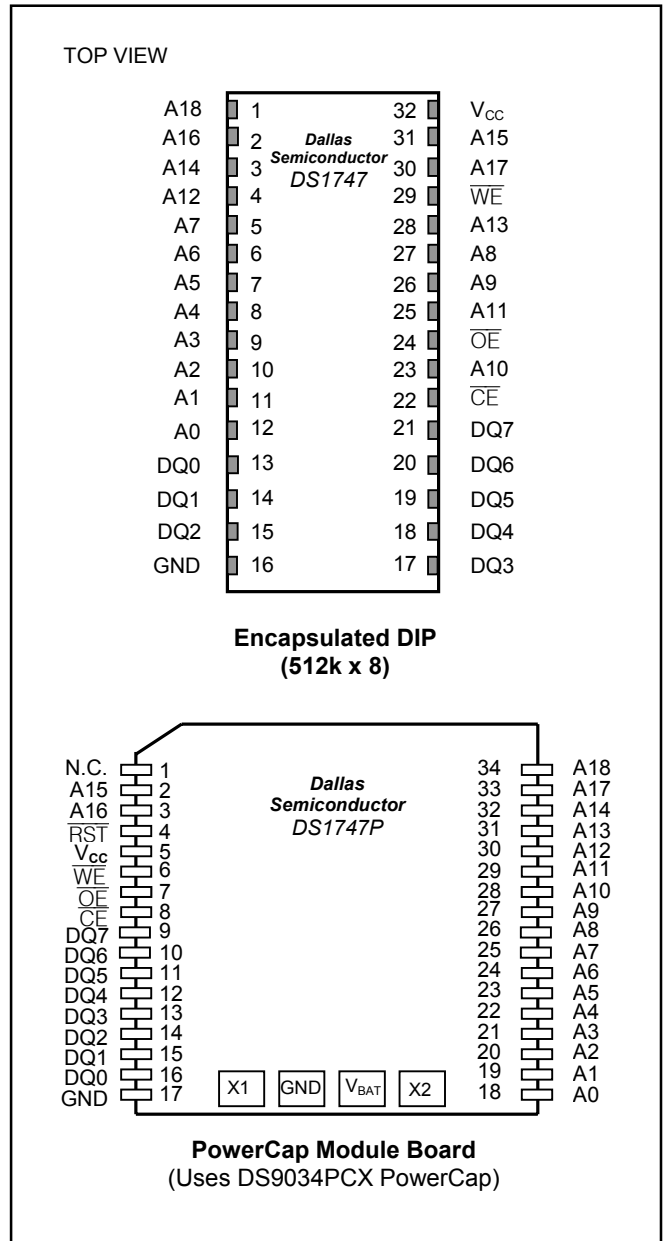 TOP VIEW
A18 1 32 VCC
A16 2 Dallas 31 A15
A14 3 Semiconductor 30 A17
A12 4 DS1747 29 W̅E̅
A7 5 28 A13
A6 6 27 A8
A5 7 26 A9
A4 8 25 A11
A3 9 24 O̅E̅
A2 10 23 A10
A1 11 22 C̅E̅
A0 12 21 DQ7
DQ0 13 20 DQ6
DQ1 14 19 DQ5
DQ2 15 18 DQ4
GND 16 17 DQ3
Encapsulated DIP
(512k x 8)
N.C. 1 34 A18
A15 2 Dallas 33 A17
A16 3 Semiconductor 32 A14
R̅S̅T̅ 4 DS1747P 31 A13
Vcc 5 30 A12
W̅E̅ 6 29 A11
O̅E̅ 7 28 A10
C̅E̅ 8 27 A9
DQ7 9 26 A8
DQ6 10 25 A7
DQ5 11 24 A6
DQ4 12 23 A5
DQ3 13 22 A4
DQ2 14 21 A3
DQ1 15 20 A2
DQ0 16 19 A1
GND 17 X1 GND VBAT X2 18 A0
PowerCap Module Board
(Uses DS9034PCX PowerCap)